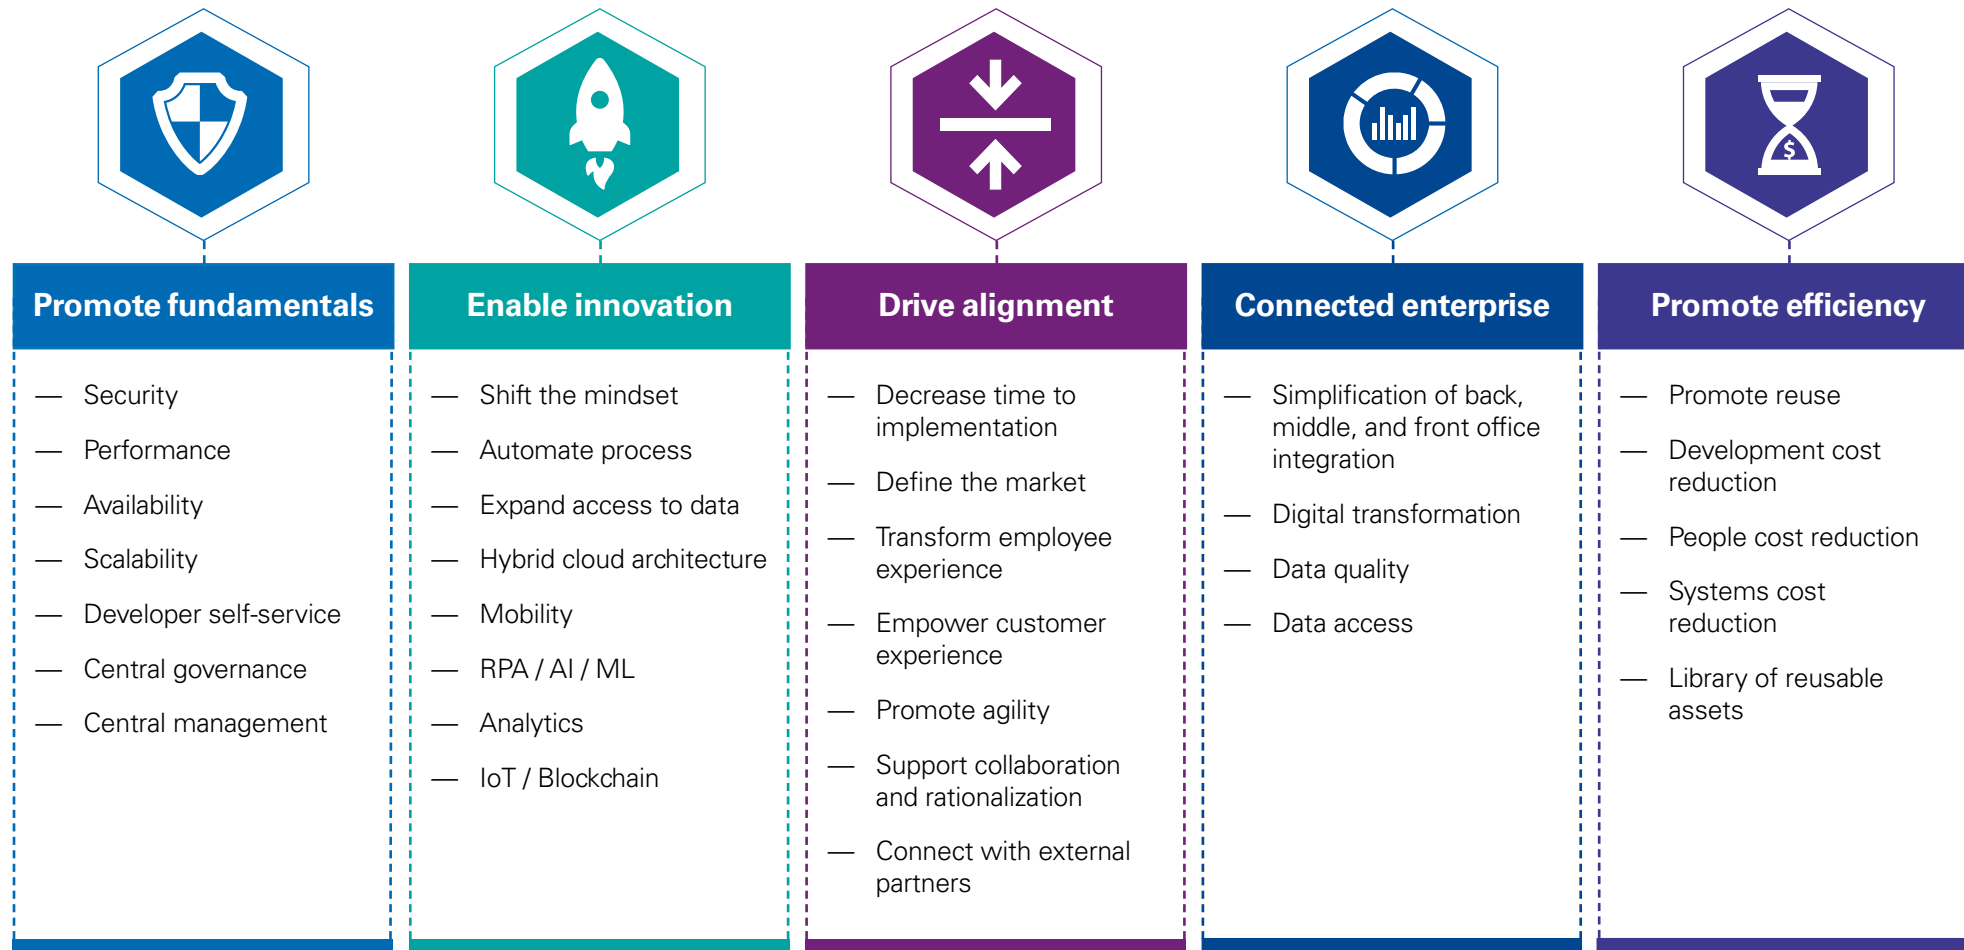 Promote fundamentals
— Security
— Performance
— Availability
— Scalability
— Developer self-service
— Central governance
— Central management
Enable innovation
— Shift the mindset
— Automate process
— Expand access to data
— Hybrid cloud architecture
— Mobility
— RPA / AI / ML
— Analytics
— IoT / Blockchain
Drive alignment
— Decrease time to
implementation
— Define the market
— Transform employee
experience
— Empower customer
experience
— Promote agility
— Support collaboration
and rationalization
— Connect with external
partners
Connected enterprise
— Simplification of back,
middle, and front office
integration
— Digital transformation
— Data quality
— Data access
$
Promote efficiency
— Promote reuse
— Development cost
reduction
— People cost reduction
— Systems cost
reduction
— Library of reusable
assets